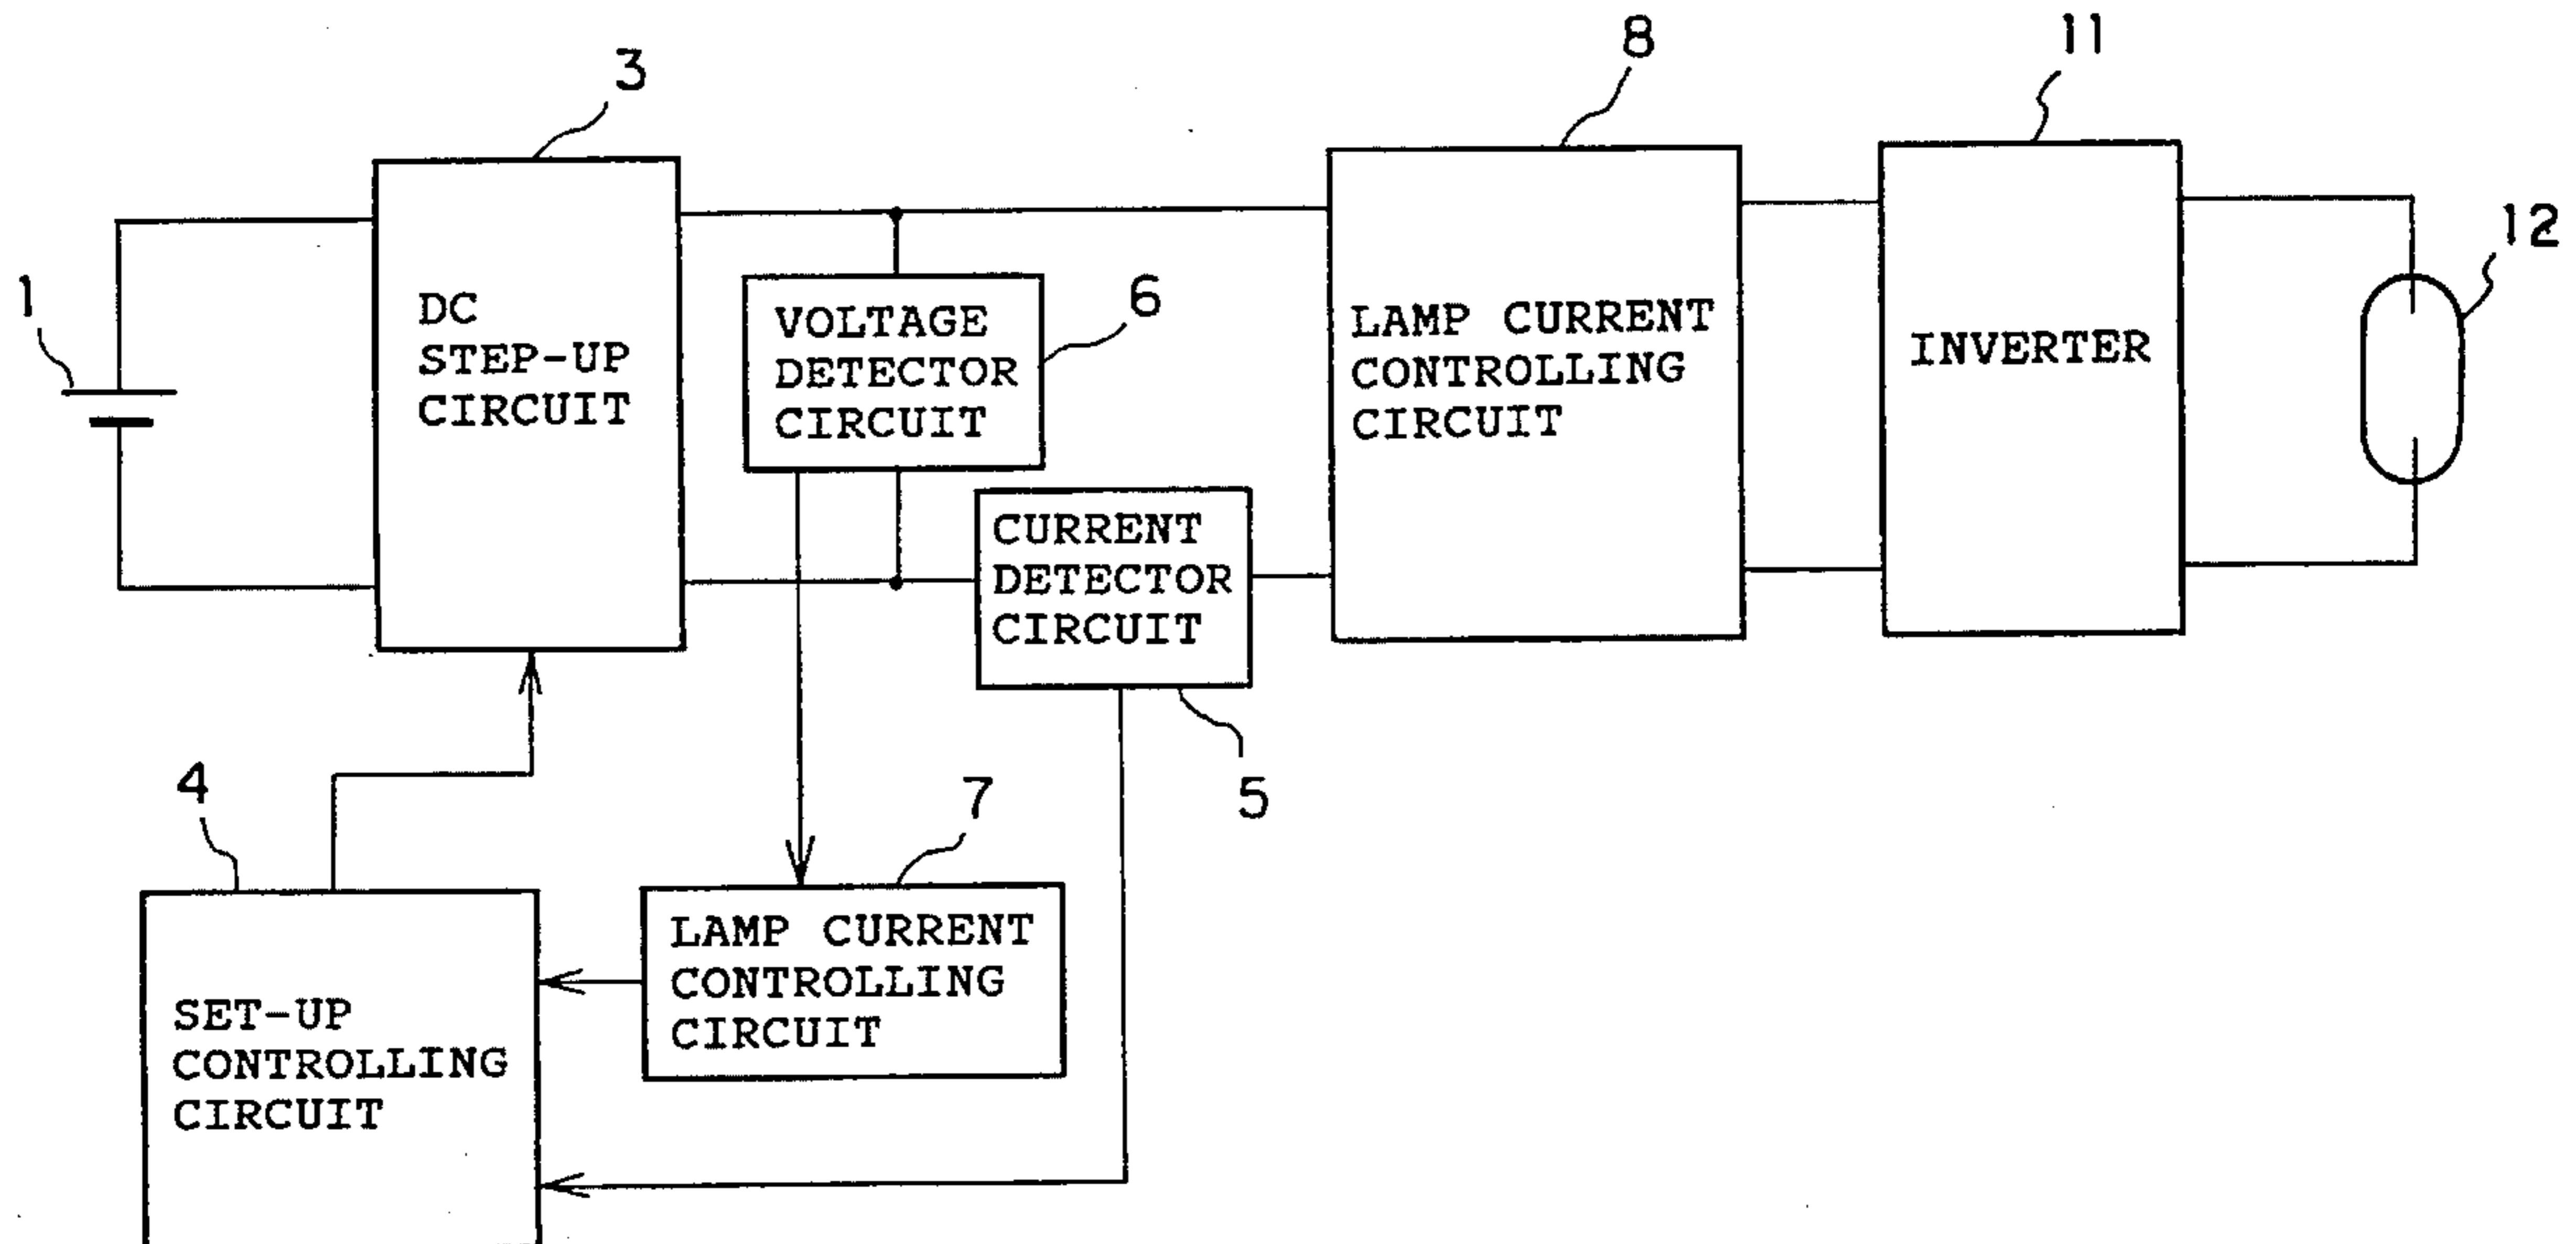 3
8
11
1
DC
STEP-UP
CIRCUIT
VOLTAGE
DETECTOR
CIRCUIT
6
LAMP CURRENT
CONTROLLING
CIRCUIT
INVERTER
12
CURRENT
DETECTOR
CIRCUIT
5
4
7
SET-UP
CONTROLLING
CIRCUIT
LAMP CURRENT
CONTROLLING
CIRCUIT